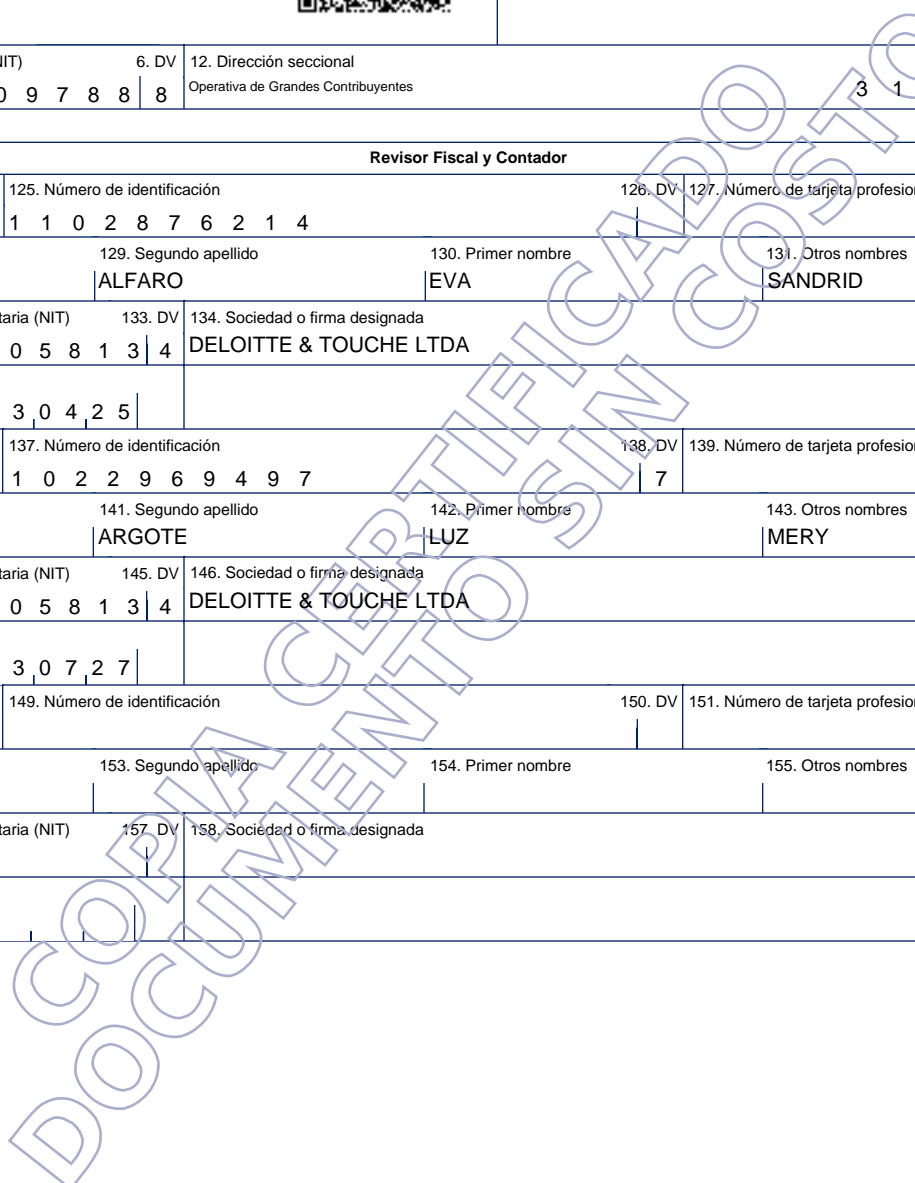 NIT) 6. DV 12. Dirección seccional
0 9 7 8 8 8 Operativa de Grandes Contribuyentes 3 1
Revisor Fiscal y Contador
125. Número de identificación 126. DV 127. Número de tarjeta profesion
1 1 0 2 8 7 6 2 1 4
129. Segundo apellido 130. Primer nombre 131. Otros nombres
ALFARO EVA SANDRID
taria (NIT) 133. DV 134. Sociedad o firma designada
0 5 8 1 3 4 DELOITTE & TOUCHE LTDA
3 0 4 2 5
137. Número de identificación 138. DV 139. Número de tarjeta profesion
1 0 2 2 9 6 9 4 9 7 7
141. Segundo apellido 142. Primer nombre 143. Otros nombres
ARGOTE LUZ MERY
taria (NIT) 145. DV 146. Sociedad o firma designada
0 5 8 1 3 4 DELOITTE & TOUCHE LTDA
3 0 7 2 7
149. Número de identificación 150. DV 151. Número de tarjeta profesion
153. Segundo apellido 154. Primer nombre 155. Otros nombres
taria (NIT) 157. DV 158. Sociedad o firma designada
COPIA CERTIFICADO
DOCUMENTO SIN COSTO